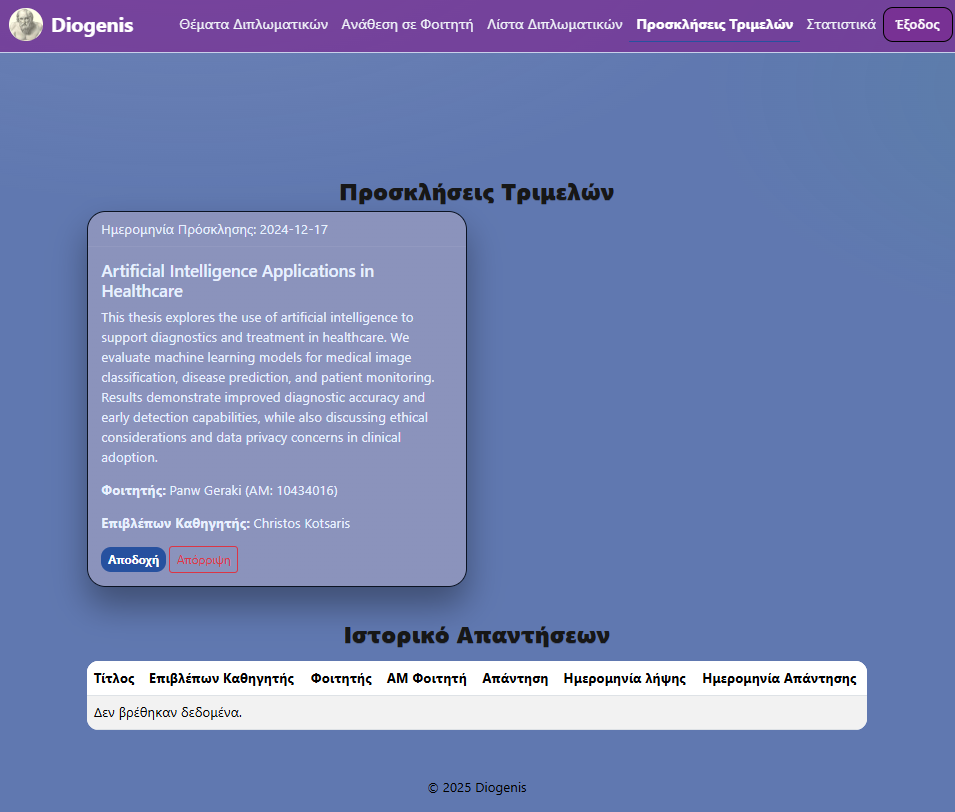 Diogenis Θέματα Διπλωματικών Ανάθεση σε Φοιτητή Λίστα Διπλωματικών Προσκλήσεις Τριμελών Στατιστικά Έξοδος
Προσκλήσεις Τριμελών
Ημερομηνία Πρόσκλησης: 2024-12-17
Artificial Intelligence Applications in
Healthcare
This thesis explores the use of artificial intelligence to
support diagnostics and treatment in healthcare. We
evaluate machine learning models for medical image
classification, disease prediction, and patient monitoring.
Results demonstrate improved diagnostic accuracy and
early detection capabilities, while also discussing ethical
considerations and data privacy concerns in clinical
adoption.
Φοιτητής: Panw Geraki (AM: 10434016)
Επιβλέπων Καθηγητής: Christos Kotsaris
Αποδοχή Απόρριψη
Ιστορικό Απαντήσεων
Τίτλος Επιβλέπων Καθηγητής Φοιτητής ΑΜ Φοιτητή Απάντηση Ημερομηνία λήψης Ημερομηνία Απάντησης
Δεν βρέθηκαν δεδομένα.
© 2025 Diogenis